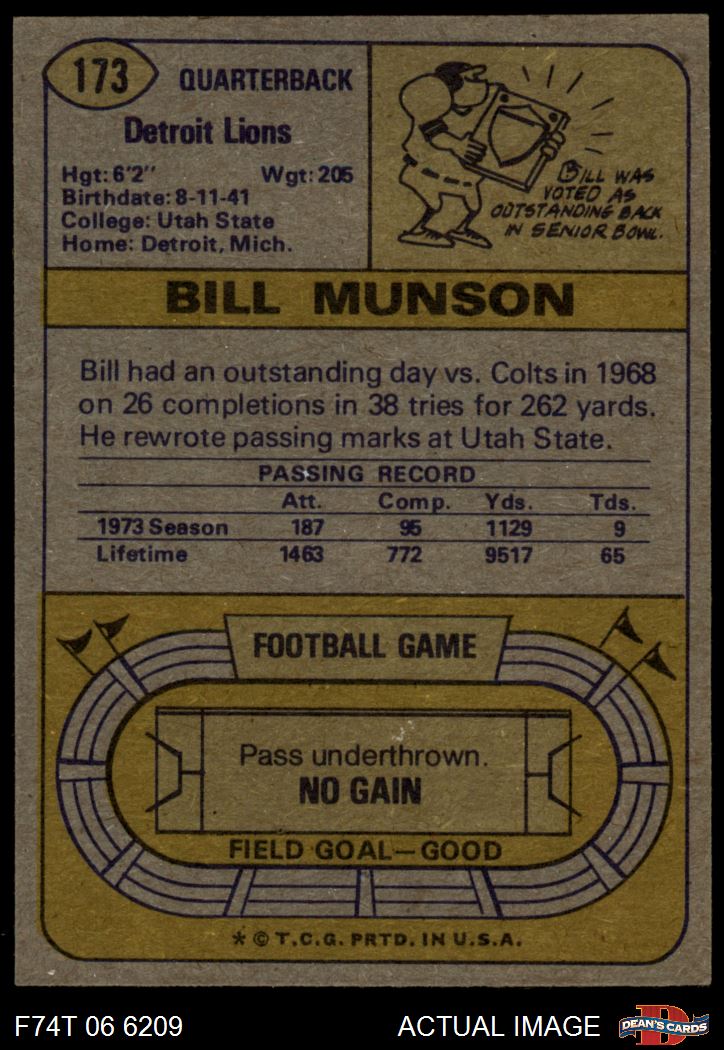 173
QUARTERBACK
Detroit Lions
Hgt: 6'2" Wgt: 205
Birthdate: 8-11-41
College: Utah State
Home: Detroit, Mich.
BILL WAS
VOTED AS
OUTSTANDING BACK
IN SENIOR BOWL.
BILL MUNSON
Bill had an outstanding day vs. Colts in 1968
on 26 completions in 38 tries for 262 yards.
He rewrote passing marks at Utah State.
PASSING RECORD
Att. Comp. Yds. Tds.
1973 Season 187 95 1129 9
Lifetime 1463 772 9517 65
FOOTBALL GAME
Pass underthrown.
NO GAIN
FIELD GOAL—GOOD
* © T.C.G. PRTD. IN U.S.A.
F74T 06 6209 ACTUAL IMAGE
D
DEAN'S CARDS